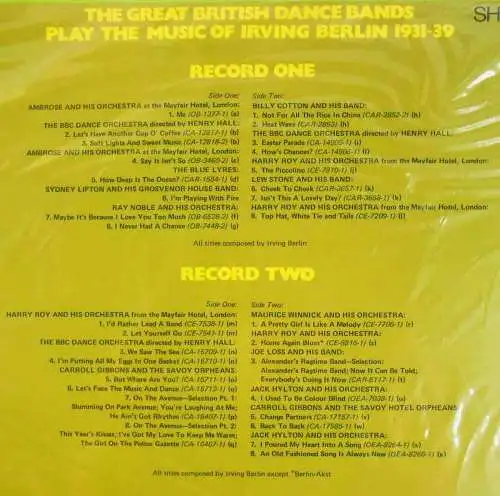 THE GREAT BRITISH DANCE BANDS
PLAY THE MUSIC OF IRVING BERLIN 1931-39
SH
RECORD ONE
Side One:
AMBROSE AND HIS ORCHESTRA at the Mayfair Hotel, London:
1. Me (OB-1277-1) (a)
THE BBC DANCE ORCHESTRA directed by HENRY HALL:
2. Let's Have Another Cup O' Coffee (CA-12817-1) (b)
3. Soft Lights And Sweet Music (CA-12818-2) (b)
AMBROSE AND HIS ORCHESTRA at the Mayfair Hotel, London:
4. Say It Isn't So (OB-3460-2) (c)
THE BLUE LYRES:
5. How Deep Is The Ocean? (CAR-1584-1) (d)
SYDNEY LIPTON AND HIS GROSVENOR HOUSE BAND:
6. I'm Playing With Fire
RAY NOBLE AND HIS ORCHESTRA:
7. Maybe It's Because I Love You Too Much (OB-6528-2) (f)
8. I Never Had A Chance (OB-7448-2) (g)
Side Two:
BILLY COTTON AND HIS BAND:
1. Not For All The Rice In China (CAR-2652-2) (h)
2. Heat Wave (CAR-2653) (h)
THE BBC DANCE ORCHESTRA directed by HENRY HALL:
3. Easter Parade (CA-14905-1) (i)
4. How's Chances? (CA-14906-1) (i)
HARRY ROY AND HIS ORCHESTRA from the Mayfair Hotel, London:
5. The Piccolino (CE-7210-1) (j)
LEW STONE AND HIS BAND:
6. Cheek To Cheek (CAR-3657-1) (k)
7. Isn't This A Lovely Day? (CAR-3658-1) (k)
HARRY ROY AND HIS ORCHESTRA from the Mayfair Hotel, London:
8. Top Hat, White Tie and Tails (CE-7209-1) (j)
All titles composed by Irving Berlin
RECORD TWO
Side One:
HARRY ROY AND HIS ORCHESTRA from the Mayfair Hotel, London:
1. I'd Rather Lead A Band (CE-7538-1) (m)
2. Let Yourself Go (CE-7541-1) (m)
THE BBC DANCE ORCHESTRA directed by HENRY HALL:
3. We Saw The Sea (CA-15709-1) (n)
4. I'm Putting All My Eggs In One Basket (CA-15710-1) (n)
CARROLL GIBBONS AND THE SAVOY ORPHEANS:
5. But Where Are You? (CA-15711-1) (o)
6. Let's Face The Music And Dance (CA-15712-1) (o)
7. On The Avenue—Selection Pt. 1:
Slumming On Park Avenue; You're Laughing At Me;
He Ain't Got Rhythm (CA-16407-1) (p)
8. On The Avenue—Selection Pt. 2:
This Year's Kisses; I've Got My Love To Keep Me Warm;
The Girl On The Police Gazette (CA-16407-1) (q)
Side Two:
MAURICE WINNICK AND HIS ORCHESTRA:
1. A Pretty Girl Is Like A Melody (CE-7706-1) (r)
HARRY ROY AND HIS ORCHESTRA:
2. Home Again Blues* (CE-8216-1) (s)
JOE LOSS AND HIS BAND:
3. Alexander's Ragtime Band—Selection:
Alexander's Ragtime Band; Now It Can Be Told;
Everybody's Doing It Now (CAR-5117-1) (t)
JACK HYLTON AND HIS ORCHESTRA:
4. I Used To Be Colour Blind (OEA-7038-1) (u)
CARROLL GIBBONS AND THE SAVOY HOTEL ORPHEANS:
5. Change Partners (CA-17157-1) (v)
6. Back To Back (CA-17585-1) (w)
JACK HYLTON AND HIS ORCHESTRA:
7. I Poured My Heart Into A Song (OEA-8264-1) (x)
8. An Old Fashioned Song Is Always New (OEA-8265-1) (x)
All titles composed by Irving Berlin except *Berlin-Akst